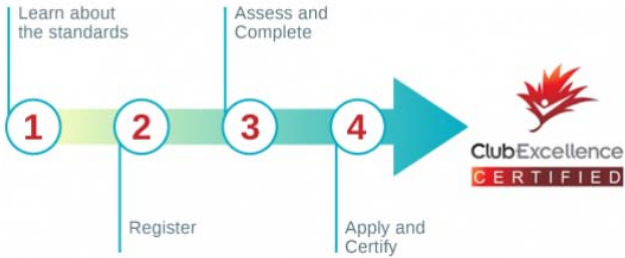 Learn about
the standards
Assess and
Complete
1
2
3
4
ClubExcellence
CERTIFIED
Register
Apply and
Certify